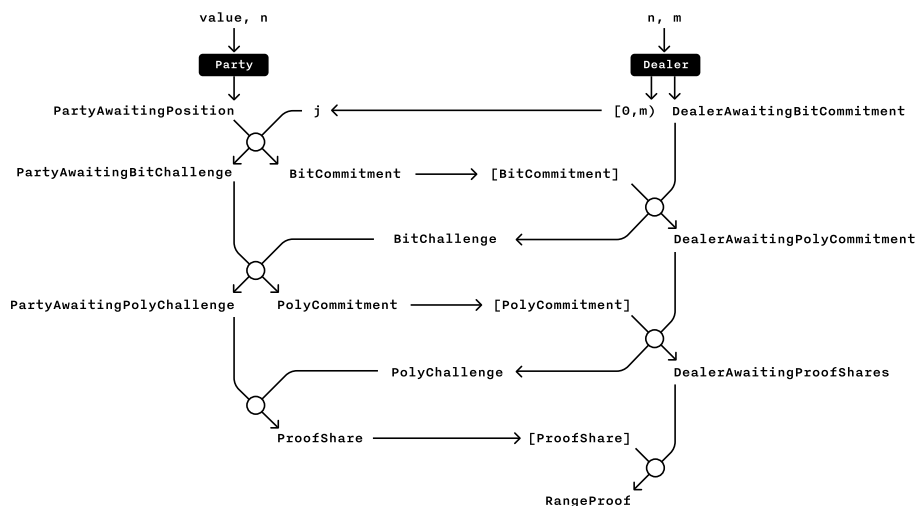 value, n
n, m
Party
Dealer
PartyAwaitingPosition
j
[0,m)
DealerAwaitingBitCommitment
PartyAwaitingBitChallenge
BitCommitment
[BitCommitment]
BitChallenge
DealerAwaitingPolyCommitment
PartyAwaitingPolyChallenge
PolyCommitment
[PolyCommitment]
PolyChallenge
DealerAwaitingProofShares
ProofShare
[ProofShare]
RangeProof